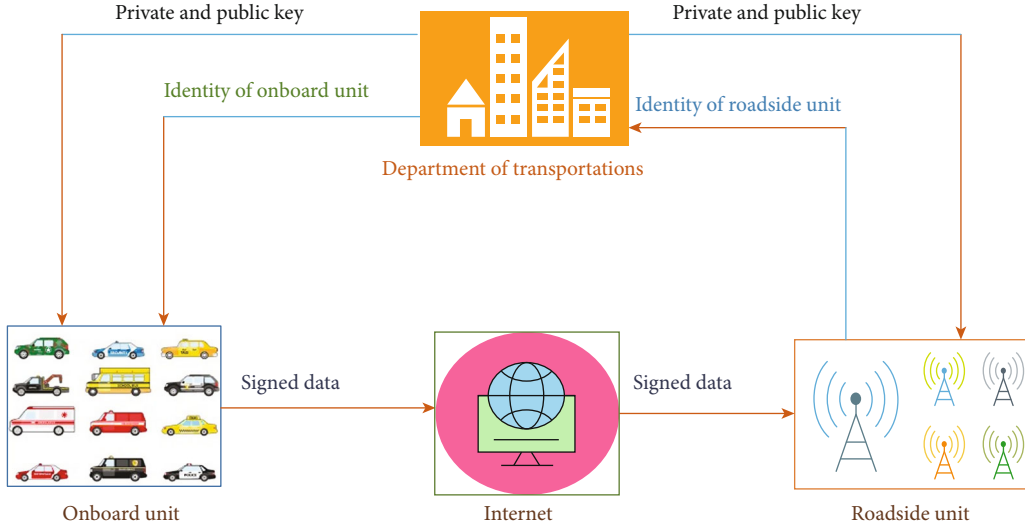 Private and public key
Private and public key
Identity of onboard unit
Identity of roadside unit
Department of transportations
Signed data
Signed data
Onboard unit
Internet
Roadside unit